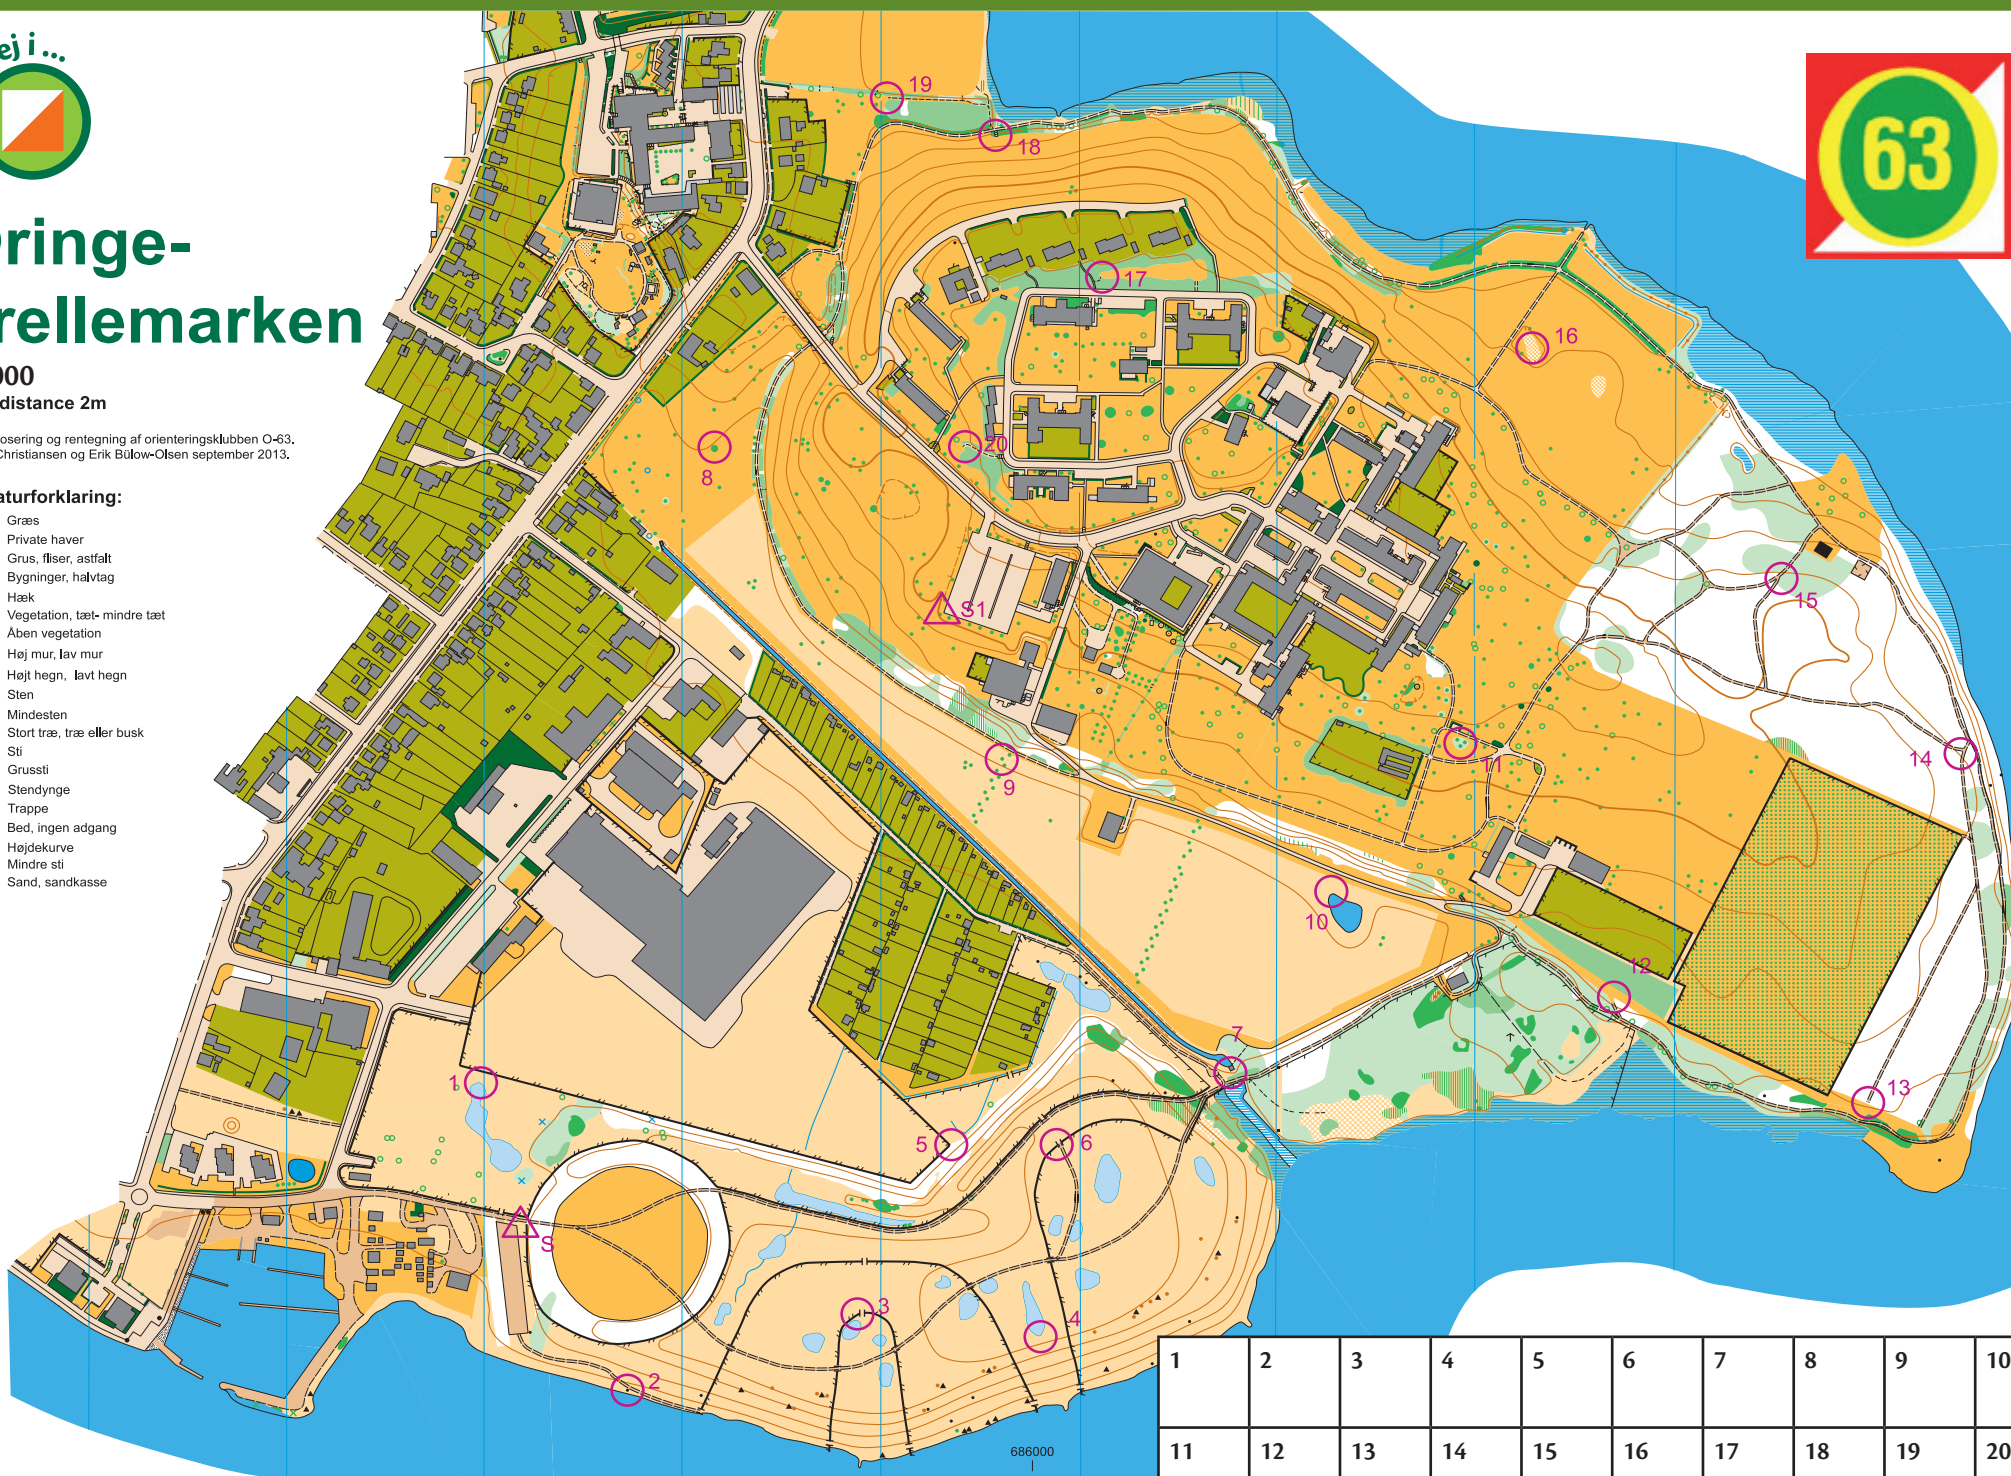 ej i...
ringe-
rellemarken
000
distance 2m
osering og rentegning af orienteringsklubben O-63.
Christiansen og Erik Bülow-Olsen september 2013.
aturforklaring:
Græs
Private haver
Grus, fliser, astfalt
Bygninger, halvtag
Hæk
Vegetation, tæt- mindre tæt
Åben vegetation
Høj mur, lav mur
Højt hegn, lavt hegn
Sten
Mindesten
Stort træ, træ eller busk
Sti
Grussti
Stendynge
Trappe
Bed, ingen adgang
Højdekurve
Mindre sti
Sand, sandkasse
63
19
18
17
16
20
8
15
S1
14
11
9
10
12
7
13
1
5
6
S
3
4
2
686000
1 2 3 4 5 6 7 8 9 10
11 12 13 14 15 16 17 18 19 20